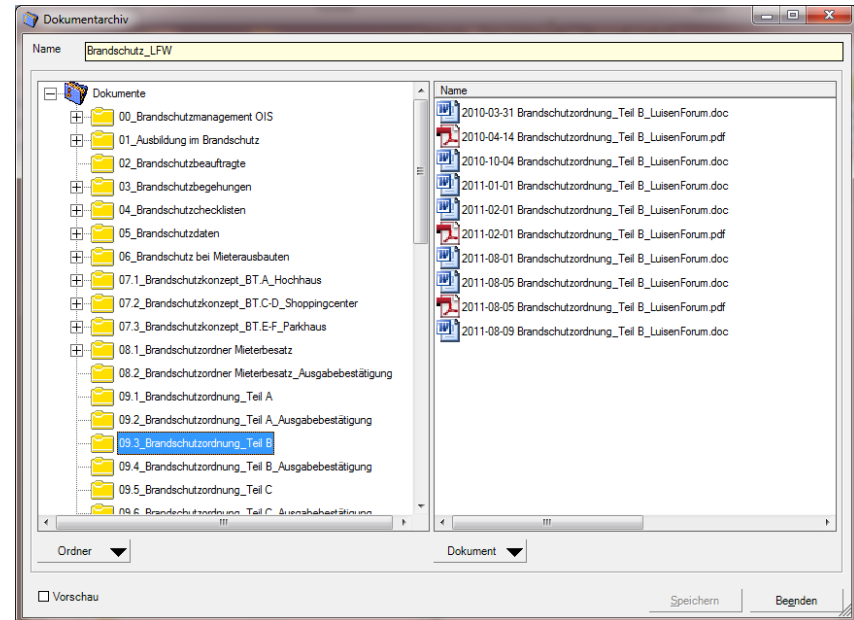 Dokumentarchiv
Name Brandschutz_LFW
Dokumente
00_Brandschutzmanagement OIS
01_Ausbildung im Brandschutz
02_Brandschutzbeauftragte
03_Brandschutzbegehungen
04_Brandschutzchecklisten
05_Brandschutzdaten
06_Brandschutz bei Mieterausbauten
07.1_Brandschutzkonzept_BT.A_Hochhaus
07.2_Brandschutzkonzept_BT.C-D_Shoppingcenter
07.3_Brandschutzkonzept_BT.E-F_Parkhaus
08.1_Brandschutzordner Mieterbesatz
08.2_Brandschutzordner Mieterbesatz_Ausgabebestätigung
09.1_Brandschutzordnung_Teil A
09.2_Brandschutzordnung_Teil A_Ausgabebestätigung
09.3_Brandschutzordnung_Teil B
09.4_Brandschutzordnung_Teil B_Ausgabebestätigung
09.5_Brandschutzordnung_Teil C
09.6_Brandschutzordnung_Teil C_Ausgabebestätigung
Name
2010-03-31 Brandschutzordnung_Teil B_LuisenForum.doc
2010-04-14 Brandschutzordnung_Teil B_LuisenForum.pdf
2010-10-04 Brandschutzordnung_Teil B_LuisenForum.doc
2011-01-01 Brandschutzordnung_Teil B_LuisenForum.doc
2011-02-01 Brandschutzordnung_Teil B_LuisenForum.doc
2011-02-01 Brandschutzordnung_Teil B_LuisenForum.pdf
2011-08-01 Brandschutzordnung_Teil B_LuisenForum.doc
2011-08-05 Brandschutzordnung_Teil B_LuisenForum.doc
2011-08-05 Brandschutzordnung_Teil B_LuisenForum.pdf
2011-08-09 Brandschutzordnung_Teil B_LuisenForum.doc
Ordner
Dokument
Vorschau
Speichern
Beenden